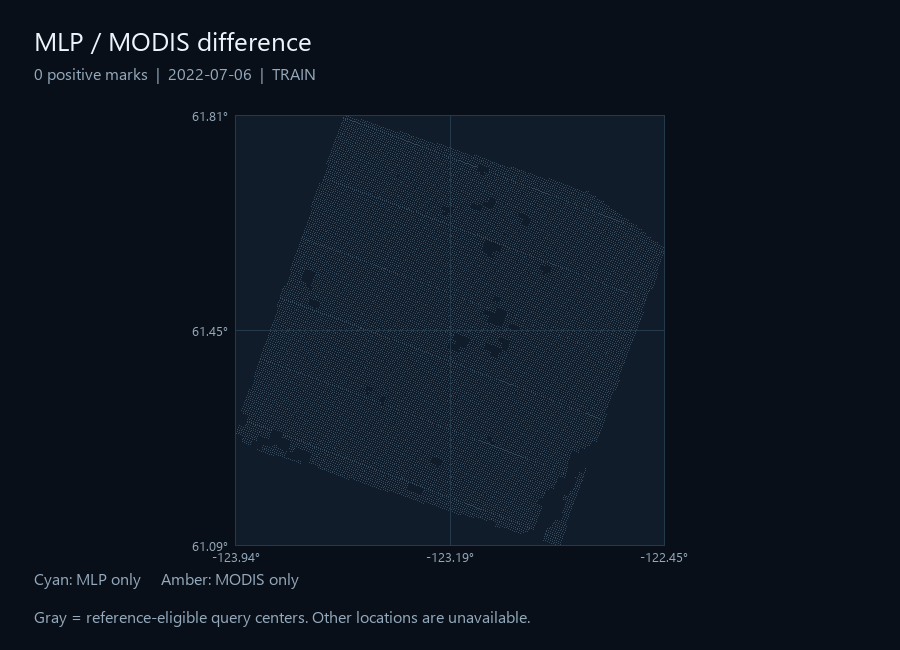 MLP / MODIS difference
0 positive marks | 2022-07-06 | TRAIN
61.81°
61.45°
61.09°
-123.94°
-123.19°
-122.45°
Cyan: MLP only
Amber: MODIS only
Gray = reference-eligible query centers. Other locations are unavailable.